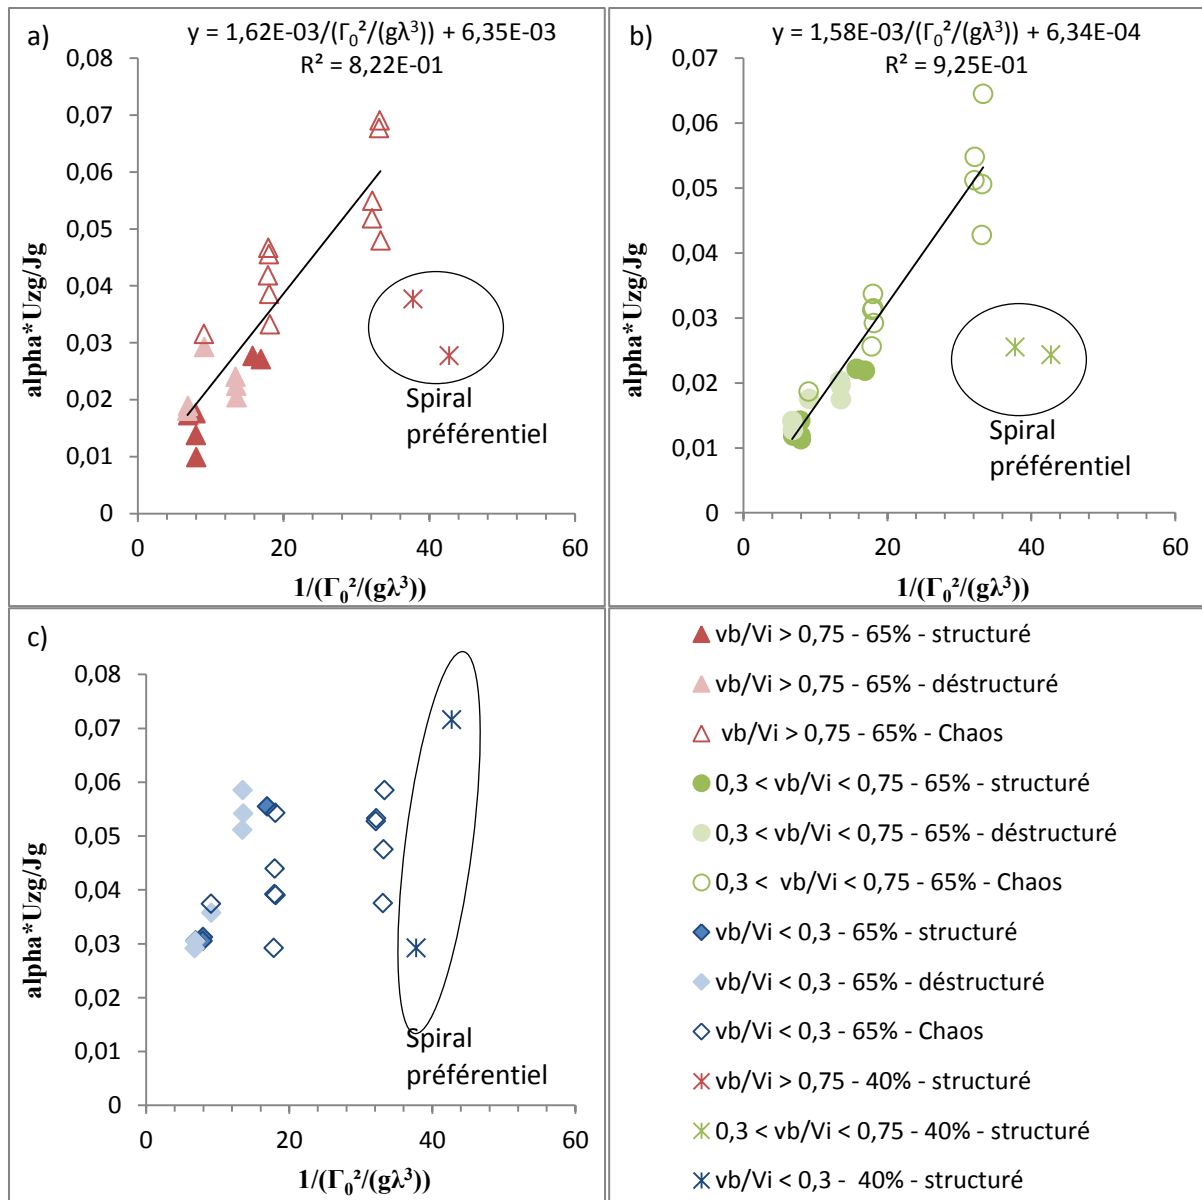 a)
y = 1,62E-03/(Γ₀²/(gλ³)) + 6,35E-03
R² = 8,22E-01
0,08
0,07
0,06
0,05
0,04
0,03
0,02
0,01
0
alpha*Uzg/Jg
Spiral
préférentiel
0 20 40 60
1/(Γ₀²/(gλ³))
b)
y = 1,58E-03/(Γ₀²/(gλ³)) + 6,34E-04
R² = 9,25E-01
0,07
0,06
0,05
0,04
0,03
0,02
0,01
0
alpha*Uzg/Jg
Spiral
préférentiel
0 20 40 60
1/(Γ₀²/(gλ³))
c)
0,08
0,07
0,06
0,05
0,04
0,03
0,02
0,01
0
alpha*Uzg/Jg
Spiral
préférentiel
0 20 40 60
1/(Γ₀²/(gλ³))
vb/Vi > 0,75 - 65% - structuré
vb/Vi > 0,75 - 65% - déstructuré
vb/Vi > 0,75 - 65% - Chaos
0,3 < vb/Vi < 0,75 - 65% - structuré
0,3 < vb/Vi < 0,75 - 65% - déstructuré
0,3 < vb/Vi < 0,75 - 65% - Chaos
vb/Vi < 0,3 - 65% - structuré
vb/Vi < 0,3 - 65% - déstructuré
vb/Vi < 0,3 - 65% - Chaos
vb/Vi > 0,75 - 40% - structuré
0,3 < vb/Vi < 0,75 - 40% - structuré
vb/Vi < 0,3 - 40% - structuré